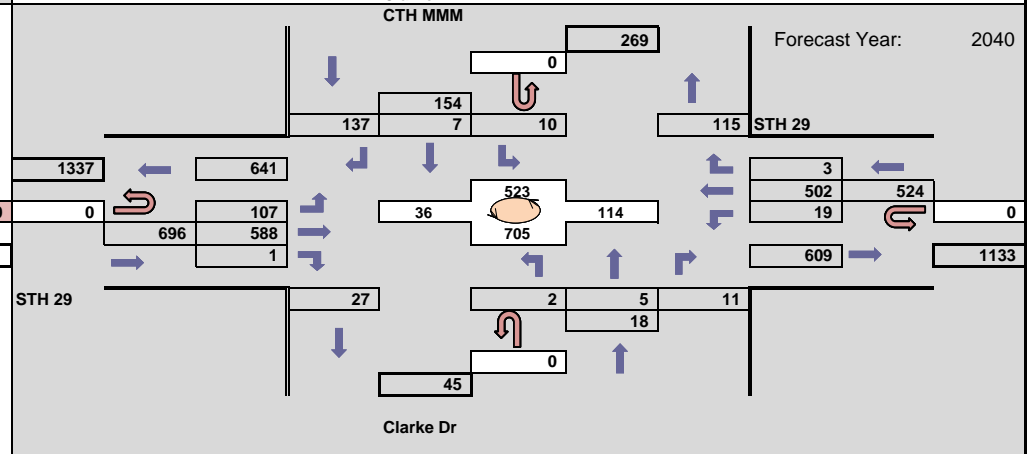 CTH MMM
269
Forecast Year: 2040
0
154
137 7 10 115 STH 29
1337 641 3
523
502 524
0 107 36 114 19 0
696 588
705
1 609 1133
STH 29 27 2 5 11
18
0
45
Clarke Dr